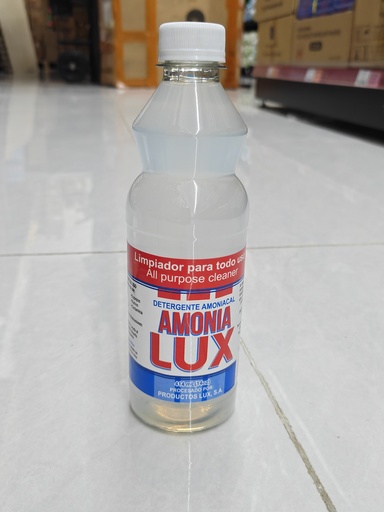 Limpiador para todo uso
All purpose cleaner
DETERGENTE AMONIACAL
AMONIA
LUX
PROCESADO POR:
PRODUCTOS LUX, S.A.